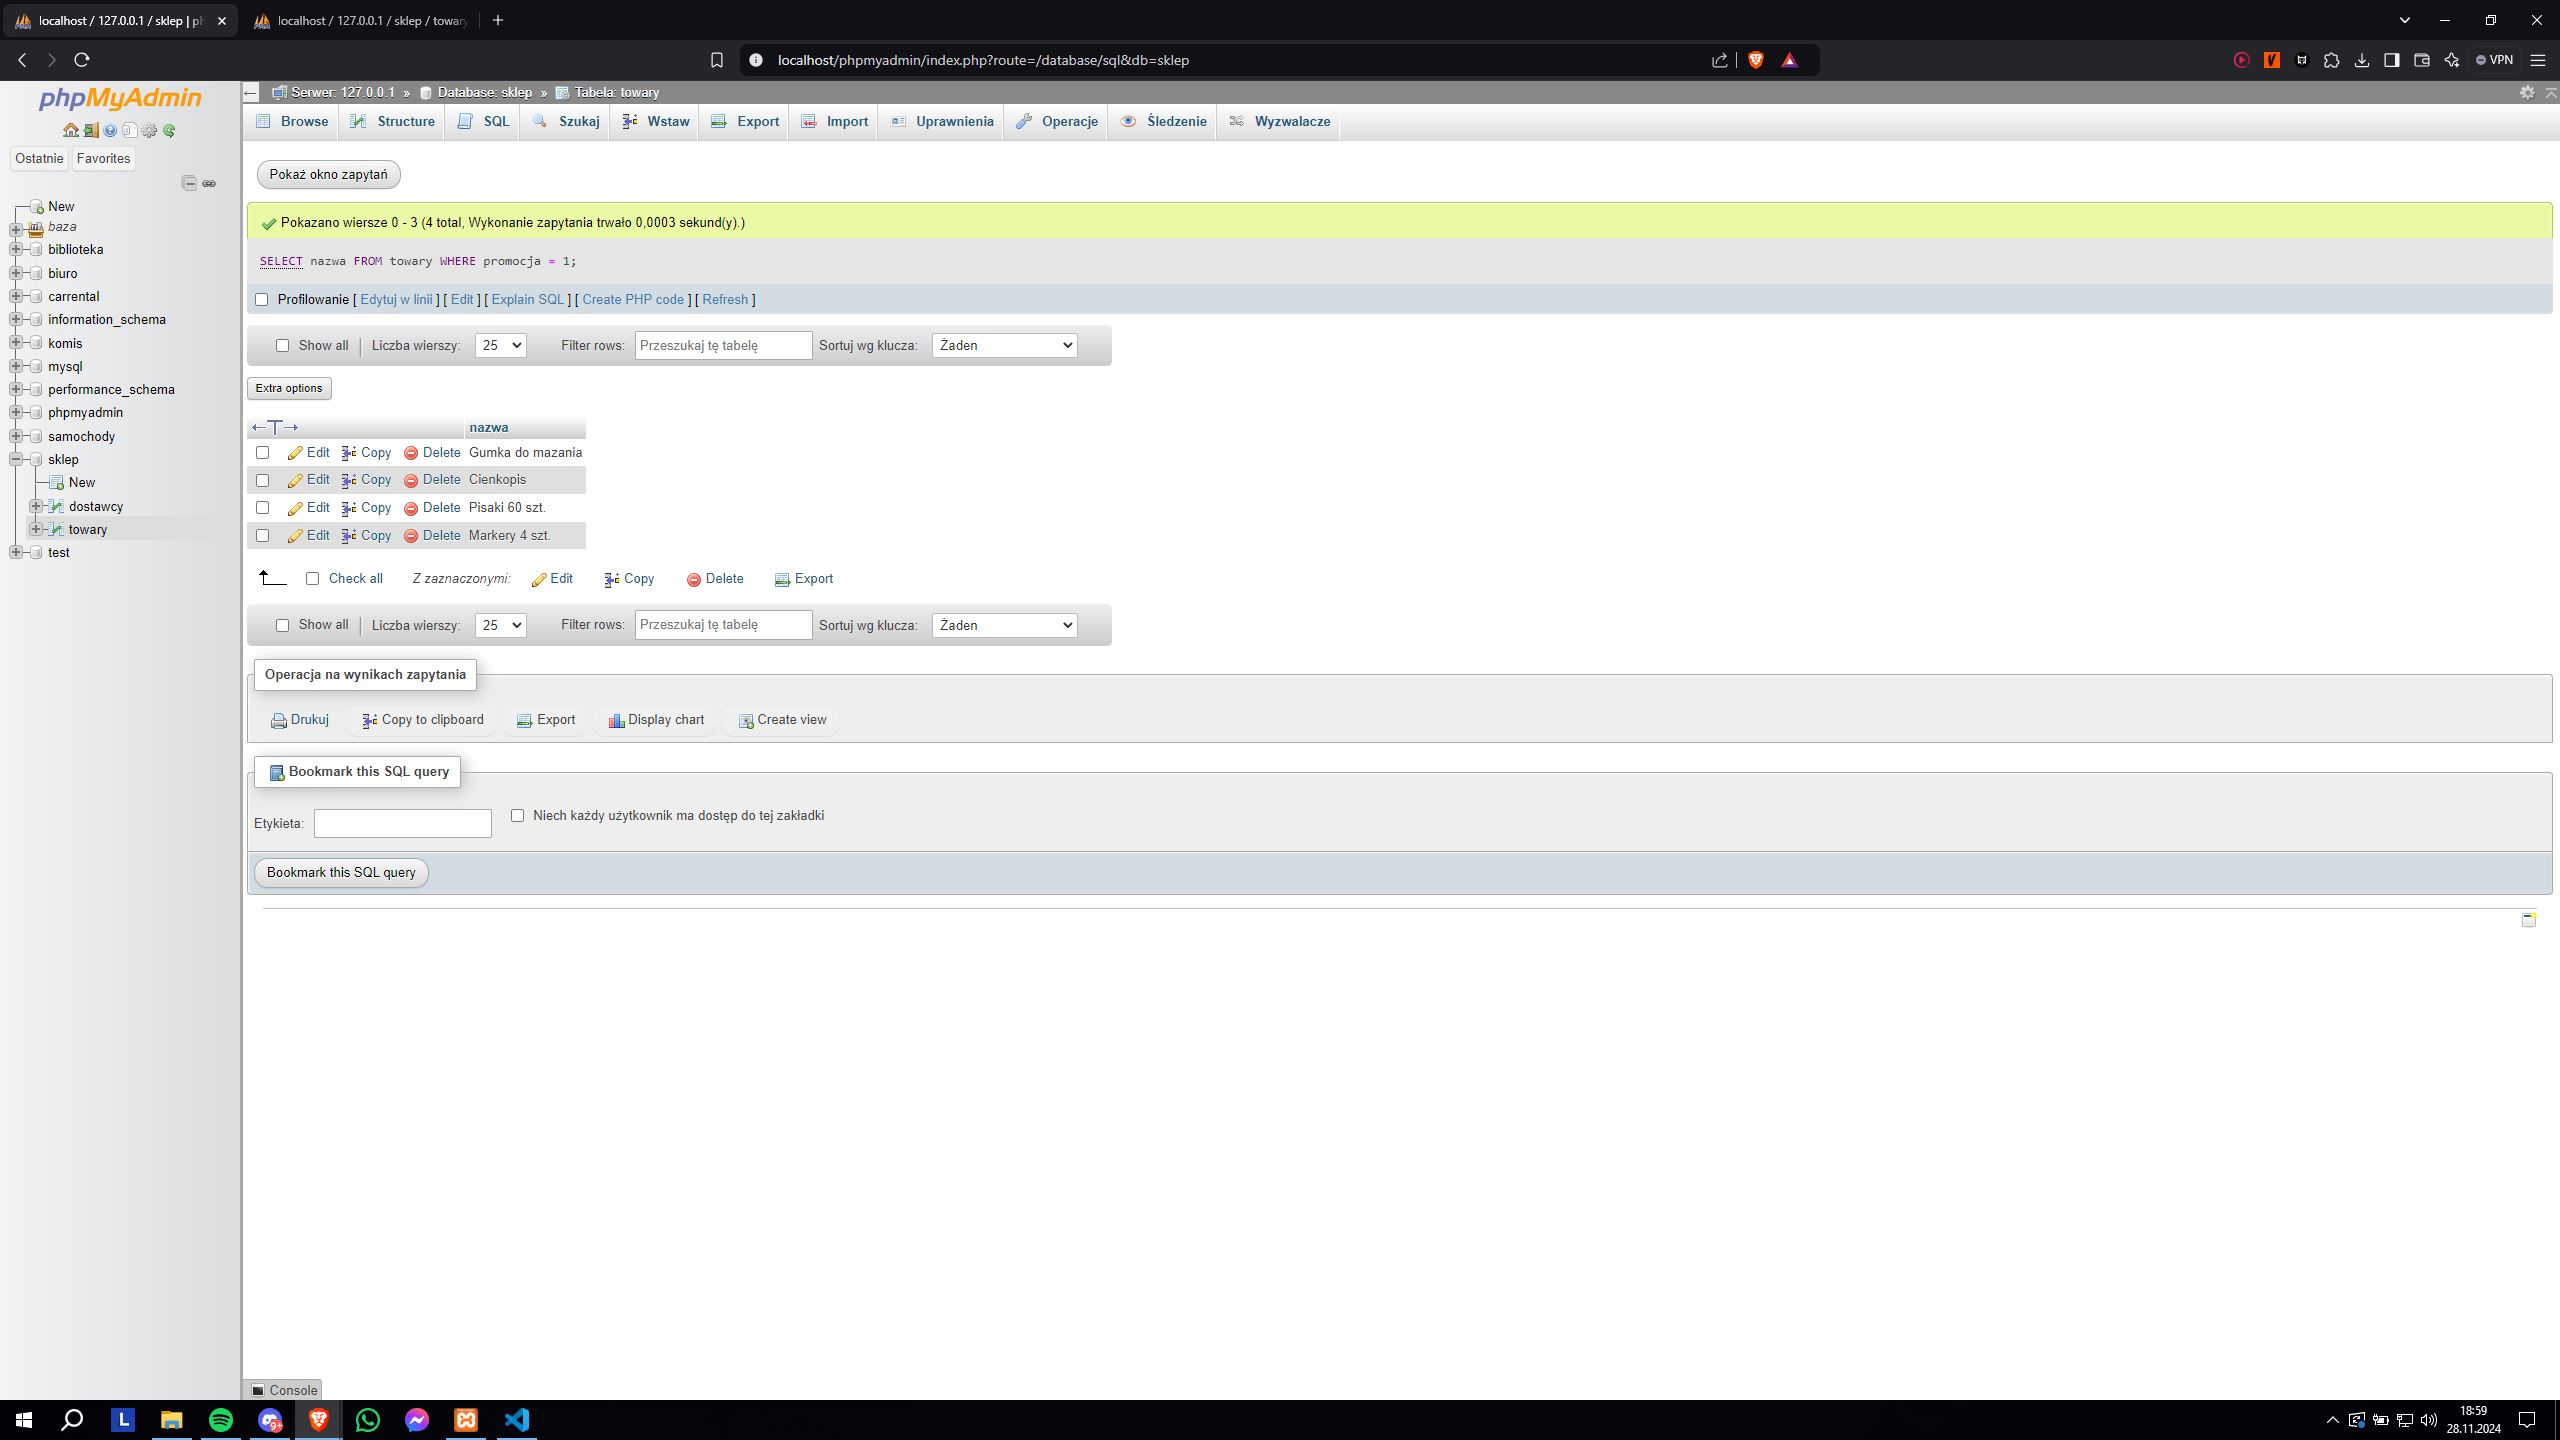 localhost / 127.0.0.1 / sklep | ph
localhost / 127.0.0.1 / sklep / towary
localhost/phpmyadmin/index.php?route=/database/sql&db=sklep
VPN
phpMyAdmin
Ostatnie
Favorites
New
baza
biblioteka
biuro
carrental
information_schema
komis
mysql
performance_schema
phpmyadmin
samochody
sklep
New
dostawcy
towary
test
Serwer: 127.0.0.1 » Database: sklep » Tabela: towary
Browse Structure SQL Szukaj Wstaw Export Import Uprawnienia Operacje Śledzenie Wyzwalacze
Pokaż okno zapytań
Pokazano wiersze 0 - 3 (4 total, Wykonanie zapytania trwało 0,0003 sekund(y).)
SELECT nazwa FROM towary WHERE promocja = 1;
Profilowanie [ Edytuj w linii ] [ Edit ] [ Explain SQL ] [ Create PHP code ] [ Refresh ]
Show all | Liczba wierszy: 25 Filter rows: Przeszukaj tę tabelę Sortuj wg klucza: Żaden
Extra options
←T→ nazwa
Edit Copy Delete Gumka do mazania
Edit Copy Delete Cienkopis
Edit Copy Delete Pisaki 60 szt.
Edit Copy Delete Markery 4 szt.
Check all Z zaznaczonymi: Edit Copy Delete Export
Show all | Liczba wierszy: 25 Filter rows: Przeszukaj tę tabelę Sortuj wg klucza: Żaden
Operacja na wynikach zapytania
Drukuj Copy to clipboard Export Display chart Create view
Bookmark this SQL query
Etykieta: Niech każdy użytkownik ma dostęp do tej zakładki
Bookmark this SQL query
Console
L
9+
18:59
28.11.2024